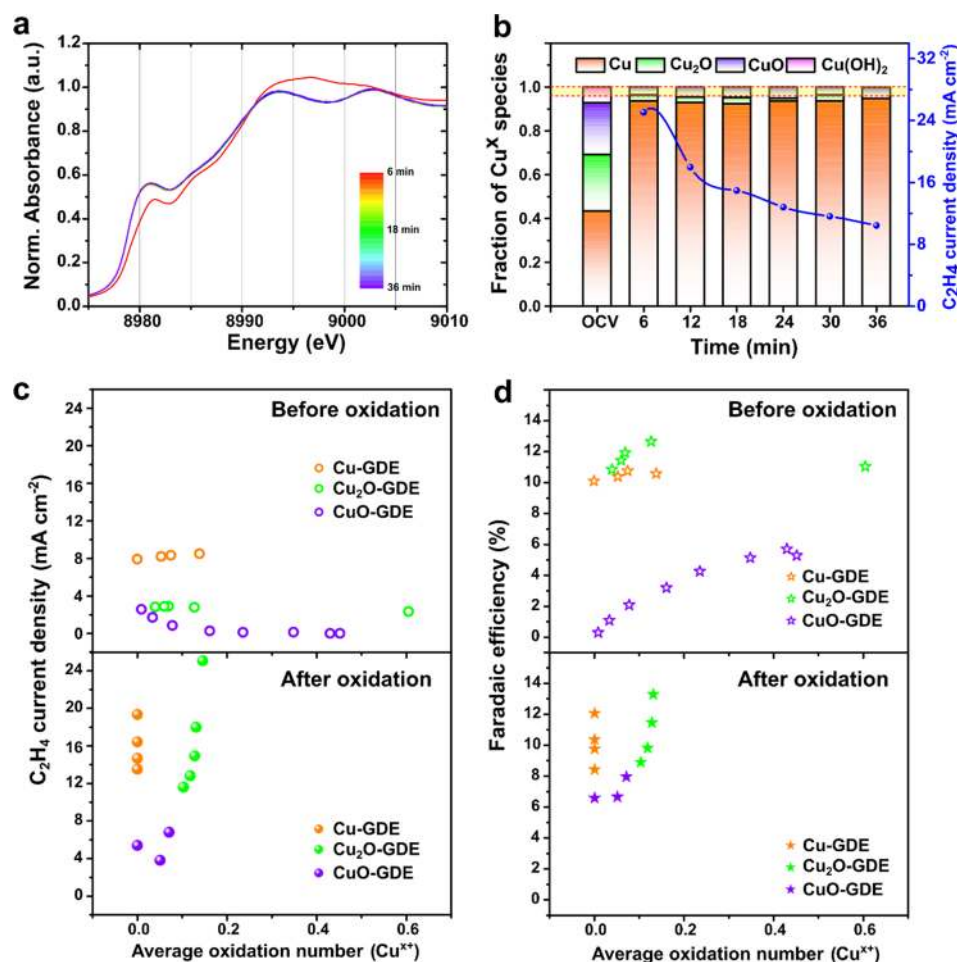 a
Norm. Absorbance (a.u.)
1.2
1.0
0.8
0.6
0.4
0.2
0.0
6 min
18 min
36 min
8980 8990 9000 9010
Energy (eV)
b
Fraction of Cuˣ species
1.0
0.8
0.6
0.4
0.2
0.0
Cu Cu₂O CuO Cu(OH)₂
32
24
16
8
0
C₂H₄ current density (mA cm⁻²)
OCV 6 12 18 24 30 36
Time (min)
c
C₂H₄ current density (mA cm⁻²)
Before oxidation
24
20
16
12
8
4
0
Cu-GDE
Cu₂O-GDE
CuO-GDE
After oxidation
24
20
16
12
8
4
0
Cu-GDE
Cu₂O-GDE
CuO-GDE
0.0 0.2 0.4 0.6
Average oxidation number (Cuˣ⁺)
d
Faradaic efficiency (%)
Before oxidation
14
12
10
8
6
4
2
0
Cu-GDE
Cu₂O-GDE
CuO-GDE
After oxidation
14
12
10
8
6
4
2
0
Cu-GDE
Cu₂O-GDE
CuO-GDE
0.0 0.2 0.4 0.6
Average oxidation number (Cuˣ⁺)